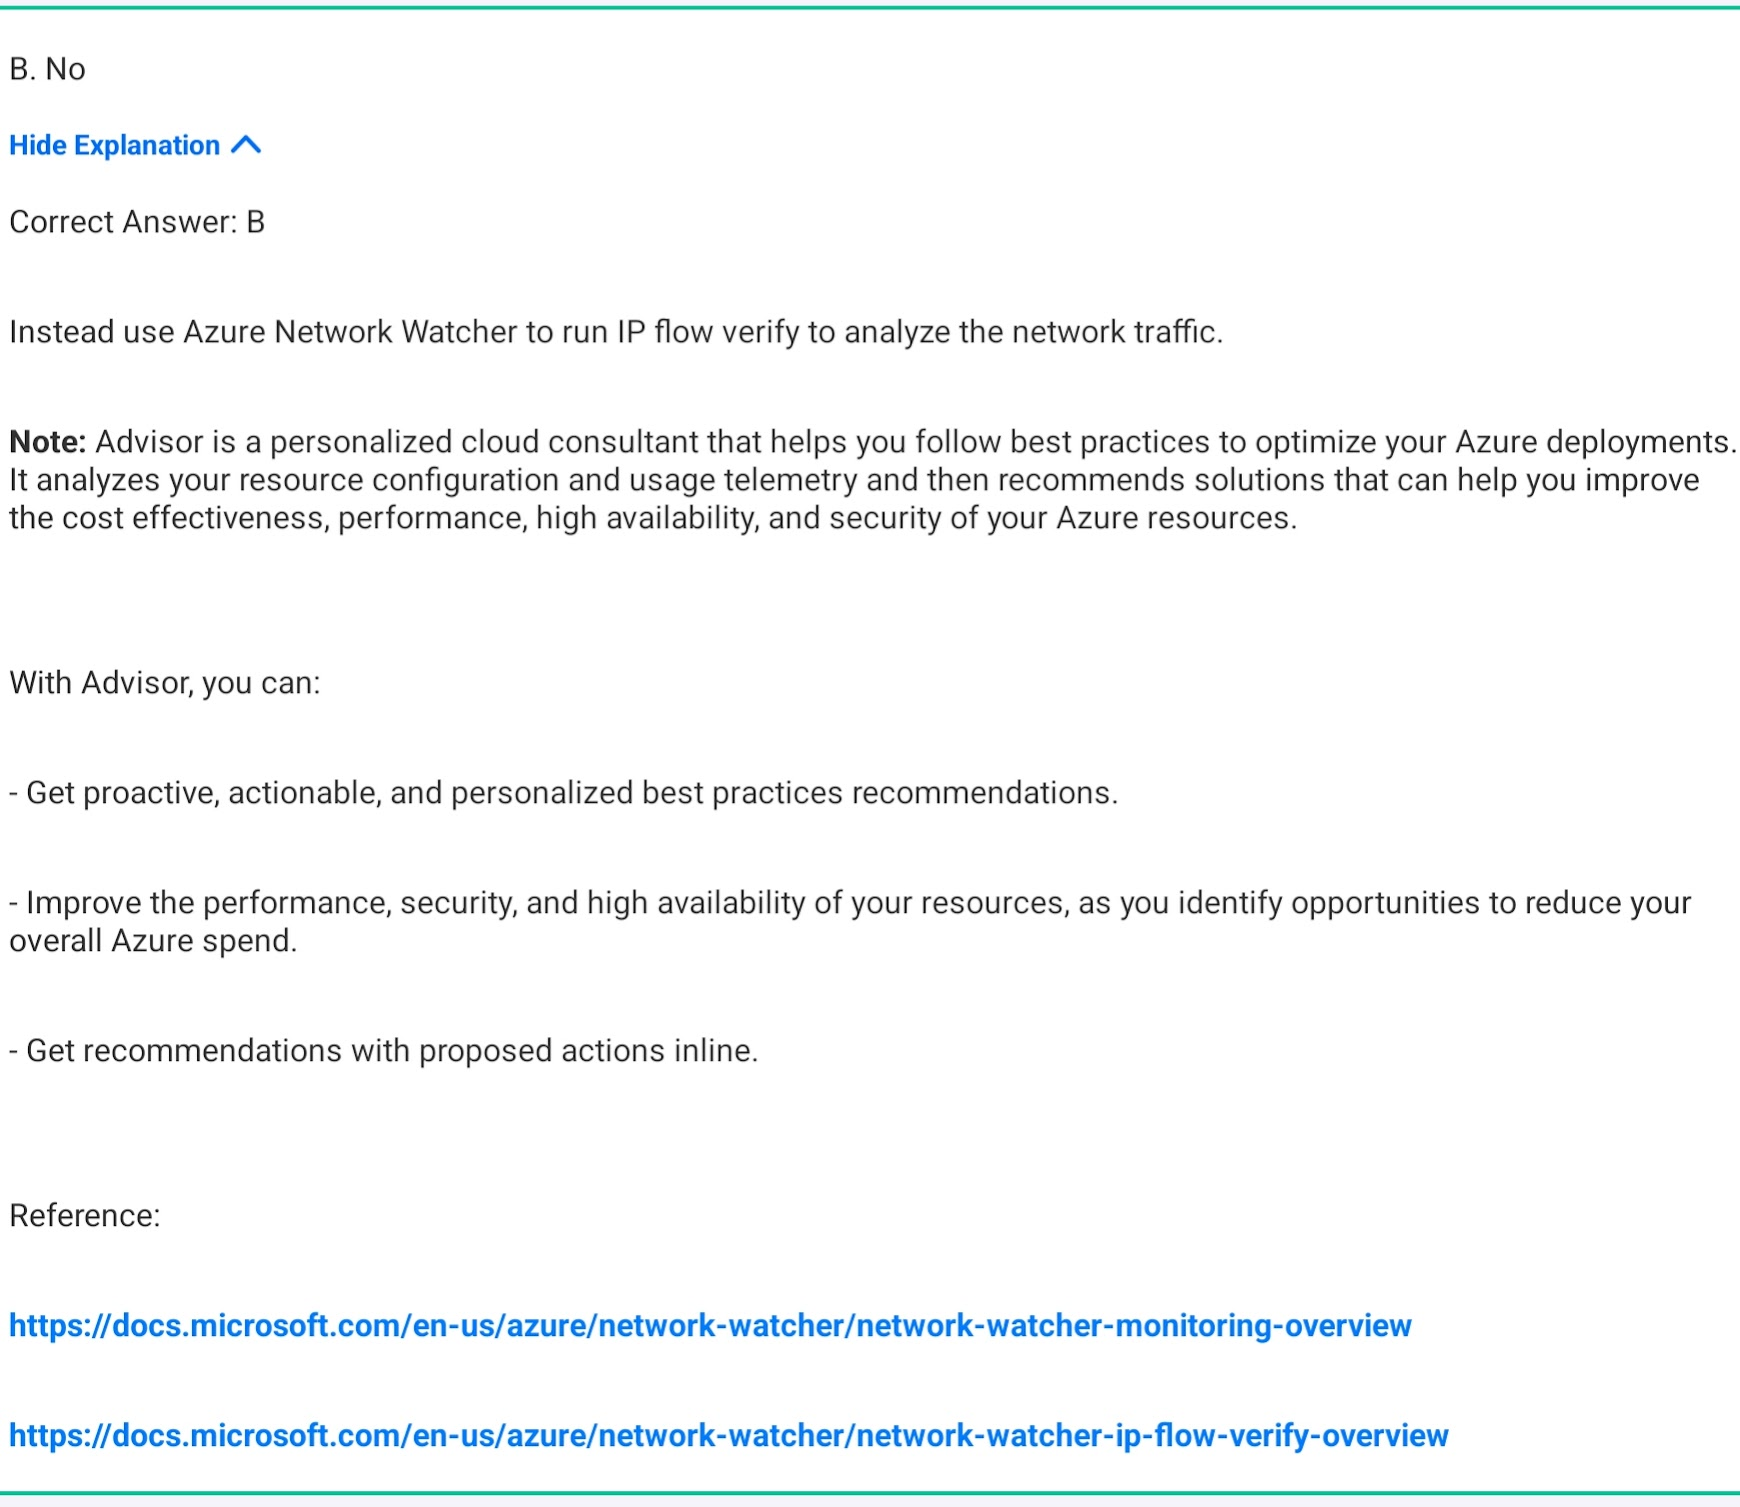 B. No
Hide Explanation
Correct Answer: B
Instead use Azure Network Watcher to run IP flow verify to analyze the network traffic.
Note: Advisor is a personalized cloud consultant that helps you follow best practices to optimize your Azure deployments.
It analyzes your resource configuration and usage telemetry and then recommends solutions that can help you improve
the cost effectiveness, performance, high availability, and security of your Azure resources.
With Advisor, you can:
- Get proactive, actionable, and personalized best practices recommendations.
- Improve the performance, security, and high availability of your resources, as you identify opportunities to reduce your
overall Azure spend.
- Get recommendations with proposed actions inline.
Reference:
https://docs.microsoft.com/en-us/azure/network-watcher/network-watcher-monitoring-overview
https://docs.microsoft.com/en-us/azure/network-watcher/network-watcher-ip-flow-verify-overview